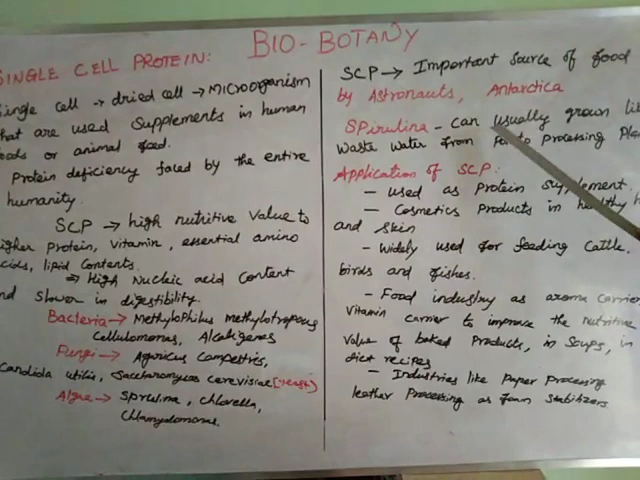 BIO-BOTANY
SINGLE CELL PROTEIN:
Single cell → dried cell → Microorganism
that are used Supplements in human
foods or animal feed.
Protein deficiency faced by the entire
humanity.
SCP → high nutritive value to
higher Protein, vitamin, essential amino
acids, lipid contents.
⇒ High Nucleic acid content
and slower in digestibility.
Bacteria → Methylophilus methylotropous
Cellulomonas, Alcaligenes
Fungi → Agaricus campestris,
Candida utilis, Saccharomyces cerevisiae (yeast)
Algae → Spirulina, chlorella,
Chlamydomonas.
SCP → Important Source of food
by Astronauts, Antarctica
SPirulina - can usually grown
Waste water from Processing
Application of SCP:
- used as Protein
- Cosmetics Products in healthy
and skin
- Widely used for feeding Cattle,
birds and fishes.
- Food industry as aroma carrier
Vitamin carrier to improve the nutritive
value of baked Products, in Soups, in
diet recipes
- Industries like Paper Processing
leather Processing as foam stabilizers.